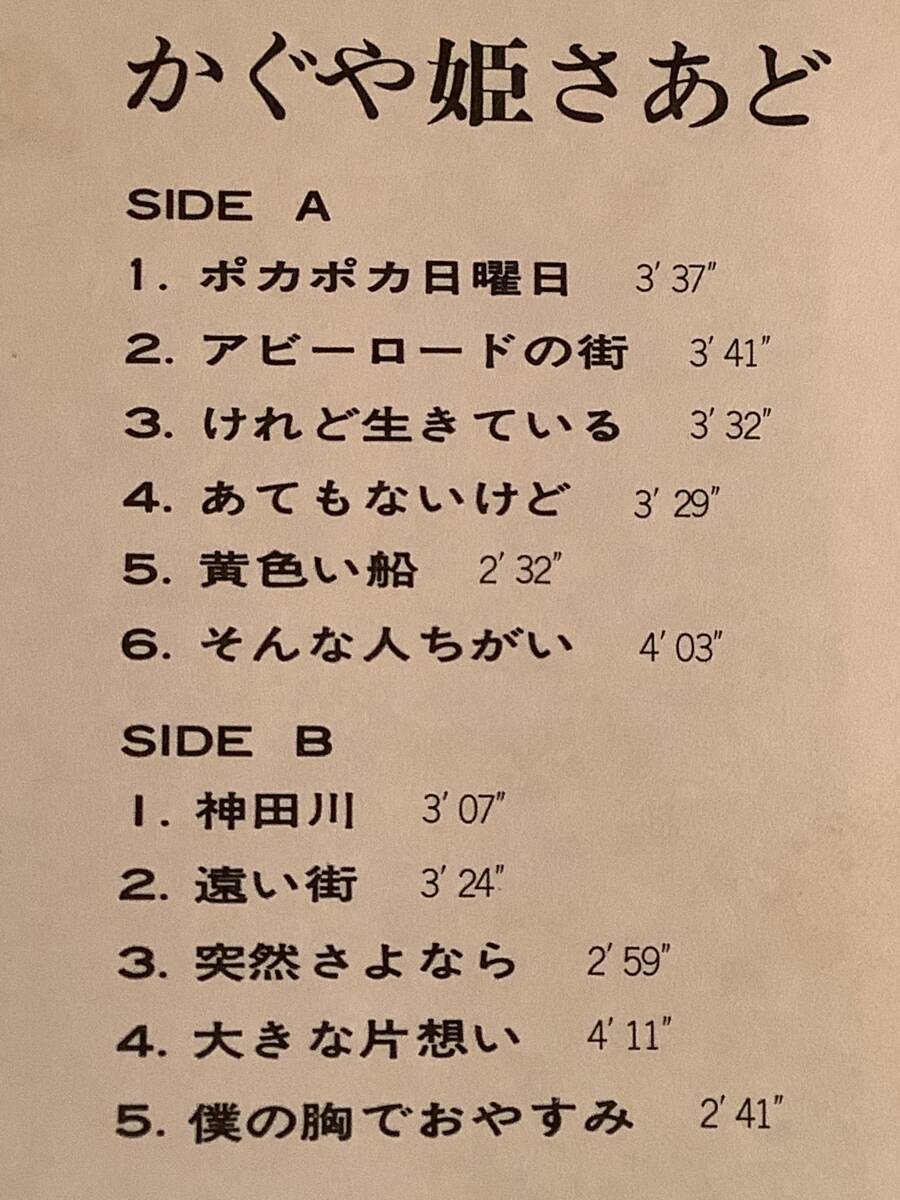 かぐや姫さあど
SIDE A
1. ポカポカ日曜日 3′37″
2. アビーロードの街 3′41″
3. けれど生きている 3′32″
4. あてもないけど 3′29″
5. 黄色い船 2′32″
6. そんな人ちがい 4′03″
SIDE B
1. 神田川 3′07″
2. 遠い街 3′24″
3. 突然さよなら 2′59″
4. 大きな片想い 4′11″
5. 僕の胸でおやすみ 2′41″